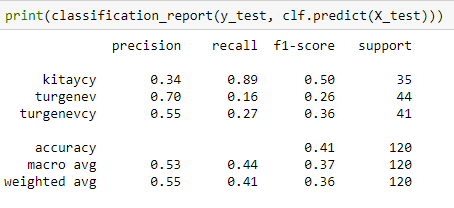 print(classification_report(y_test, clf.predict(X_test)))
precision recall f1-score support
kitaycy 0.34 0.89 0.50 35
turgenev 0.70 0.16 0.26 44
turgenevcy 0.55 0.27 0.36 41
accuracy 0.41 120
macro avg 0.53 0.44 0.37 120
weighted avg 0.55 0.41 0.36 120